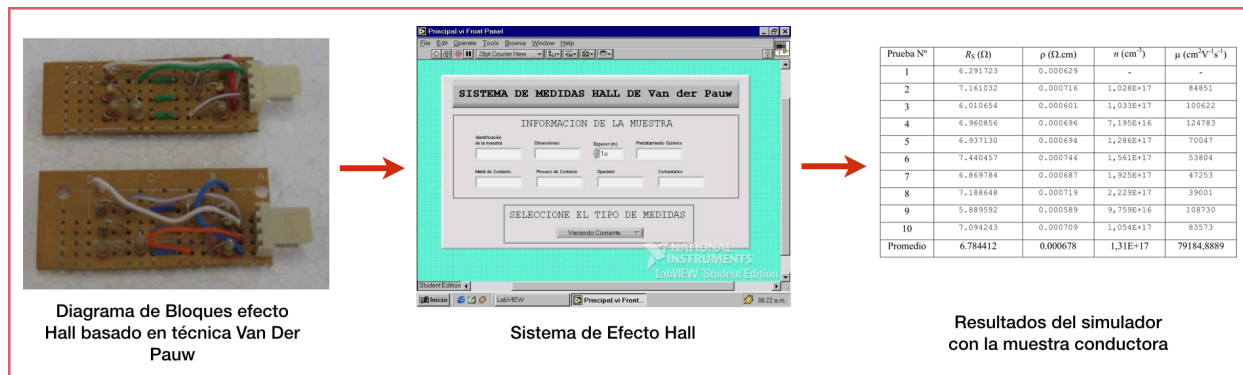 D C B A
Diagrama de Bloques efecto
Hall basado en técnica Van Der
Pauw
Principal.vi Front Panel
File Edit Operate Tools Browse Window Help
28pt Courier New
SISTEMA DE MEDIDAS HALL DE Van der Pauw
INFORMACION DE LA MUESTRA
Identificación
de la muestra Dimensiones Espesor (m) Pretratamiento Químico
1u
Metal de Contacto Proceso de Contacto Operador Comentarios
SELECCIONE EL TIPO DE MEDIDAS
Variando Corriente
NATIONAL
INSTRUMENTS
LabVIEW Student Edition
Student Edition
Inicio LabVIEW Principal.vi Front... 06:22 a.m.
Sistema de Efecto Hall
Prueba Nº RS (Ω) ρ (Ω.cm) n (cm-3) μ (cm2V-1s-1)
1 6.291723 0.000629 - -
2 7.161032 0.000716 1,028E+17 84851
3 6.010654 0.000601 1,033E+17 100622
4 6.960856 0.000696 7,195E+16 124783
5 6.937130 0.000694 1,286E+17 70047
6 7.440457 0.000744 1,561E+17 53804
7 6.869784 0.000687 1,925E+17 47253
8 7.188648 0.000719 2,229E+17 39001
9 5.889592 0.000589 9,759E+16 108730
10 7.094243 0.000709 1,054E+17 83573
Promedio 6.784412 0.000678 1,31E+17 79184,8889
Resultados del simulador
con la muestra conductora